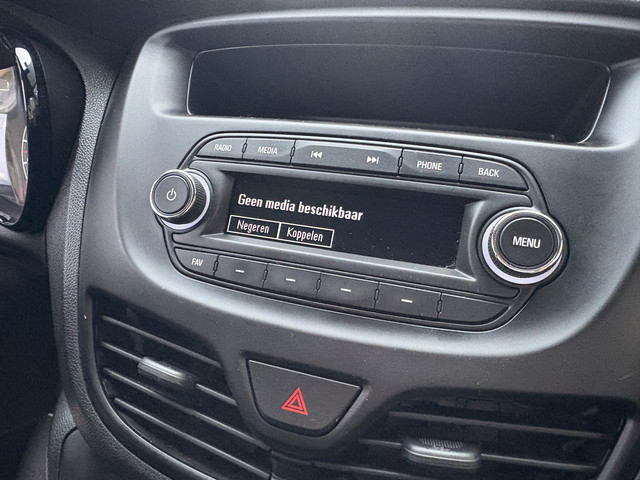 RADIO MEDIA PHONE BACK
Geen media beschikbaar
Negeren Koppelen
MENU
FAV